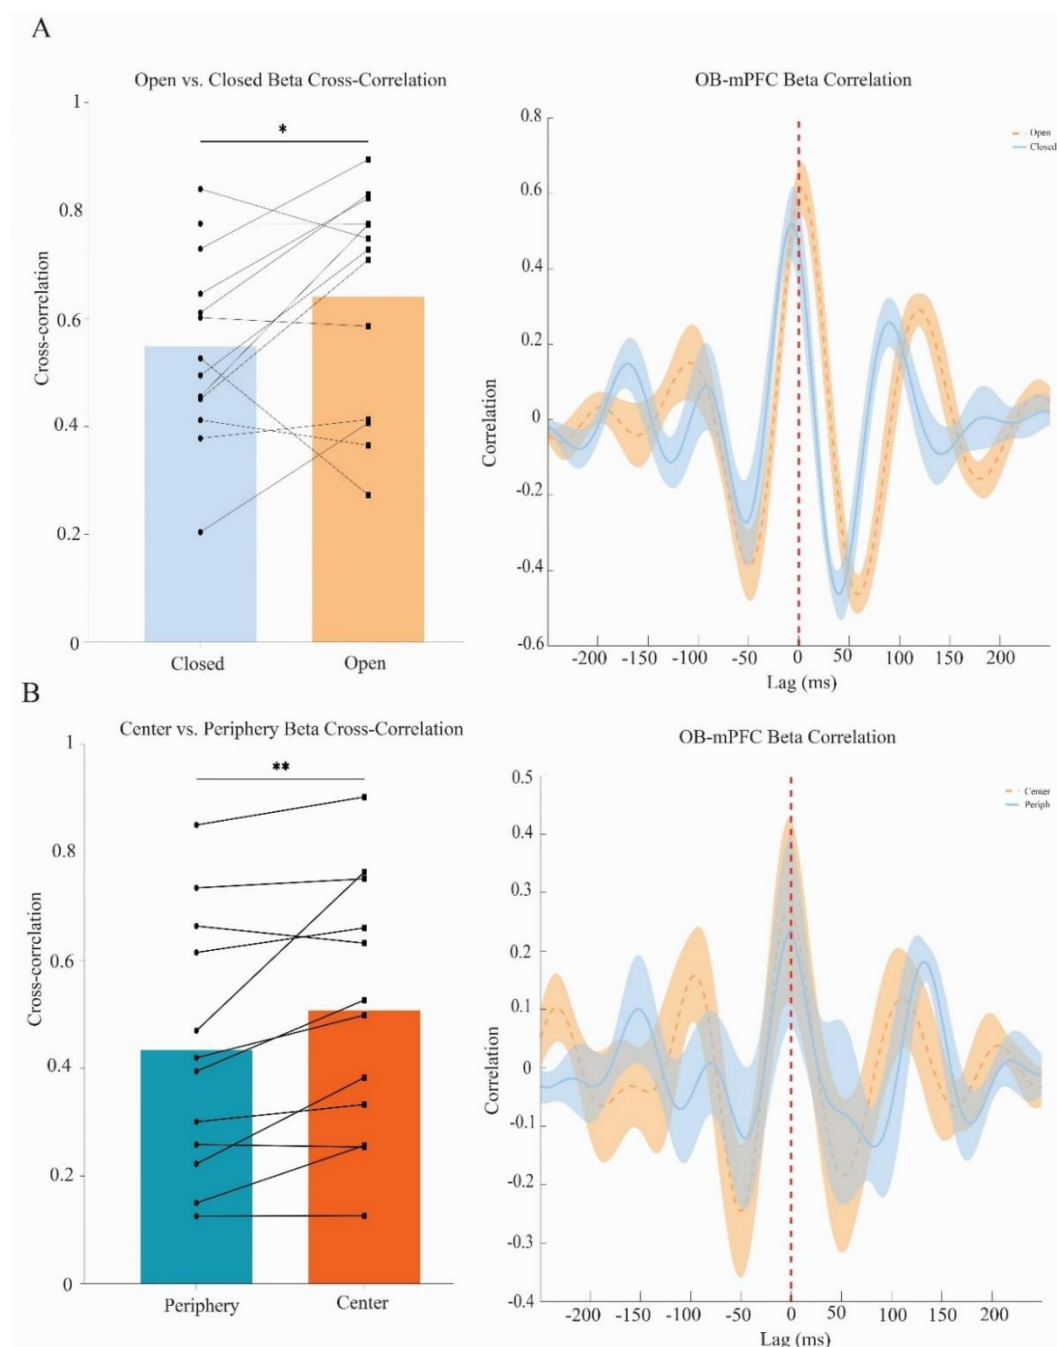 A
Open vs. Closed Beta Cross-Correlation
*
1
0.8
0.6
0.4
0.2
0
Cross-correlation
Closed
Open
OB-mPFC Beta Correlation
Open
Closed
0.8
0.6
0.4
0.2
0
-0.2
-0.4
-0.6
Correlation
-200 -150 -100 -50 0 50 100 150 200
Lag (ms)
B
Center vs. Periphery Beta Cross-Correlation
**
1
0.8
0.6
0.4
0.2
0
Cross-correlation
Periphery
Center
OB-mPFC Beta Correlation
Center
Periph
0.5
0.4
0.3
0.2
0.1
0
-0.1
-0.2
-0.3
-0.4
Correlation
-200 -150 -100 -50 0 50 100 150 200
Lag (ms)